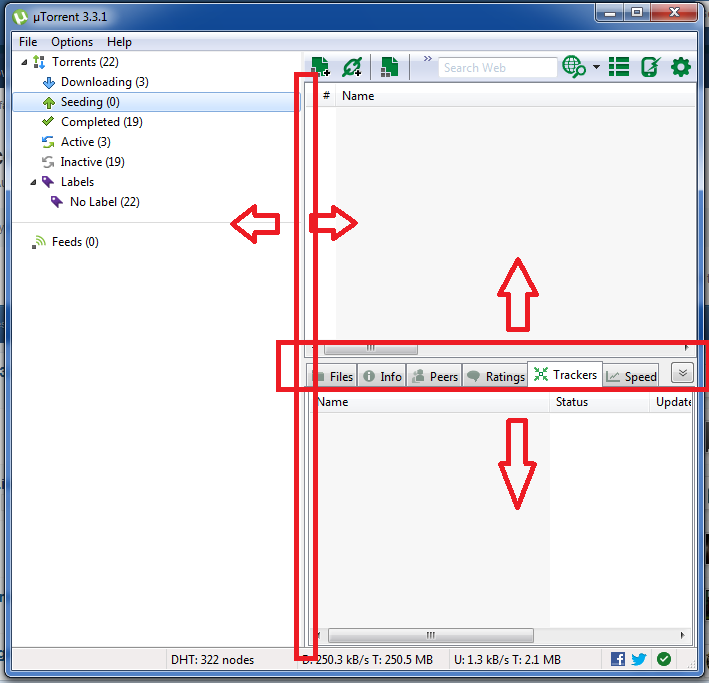 µTorrent 3.3.1
File Options Help
Torrents (22)
Downloading (3)
Seeding (0)
Completed (19)
Active (3)
Inactive (19)
Labels
No Label (22)
Feeds (0)
» Search Web
# Name
Files Info Peers Ratings Trackers Speed
Name Status Update
DHT: 322 nodes D: 250.3 kB/s T: 250.5 MB U: 1.3 kB/s T: 2.1 MB